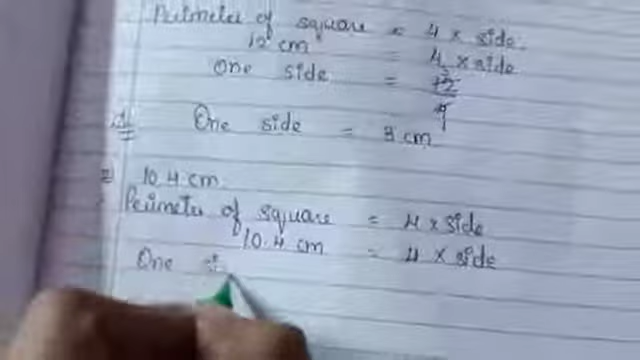 Perimeter of square = 4 × side
12 cm = 4 × side
One side = 12
4
One side = 3 cm
10.4 cm
Perimeter of square = 4 × side
10.4 cm = 4 × side
One